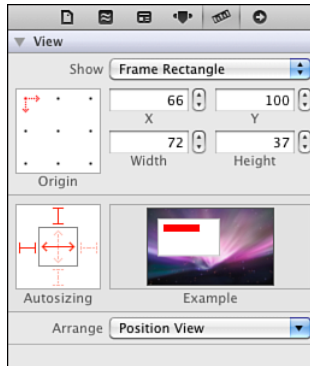 View
Show Frame Rectangle
66 100
X Y
72 37
Width Height
Origin
Autosizing Example
Arrange Position View